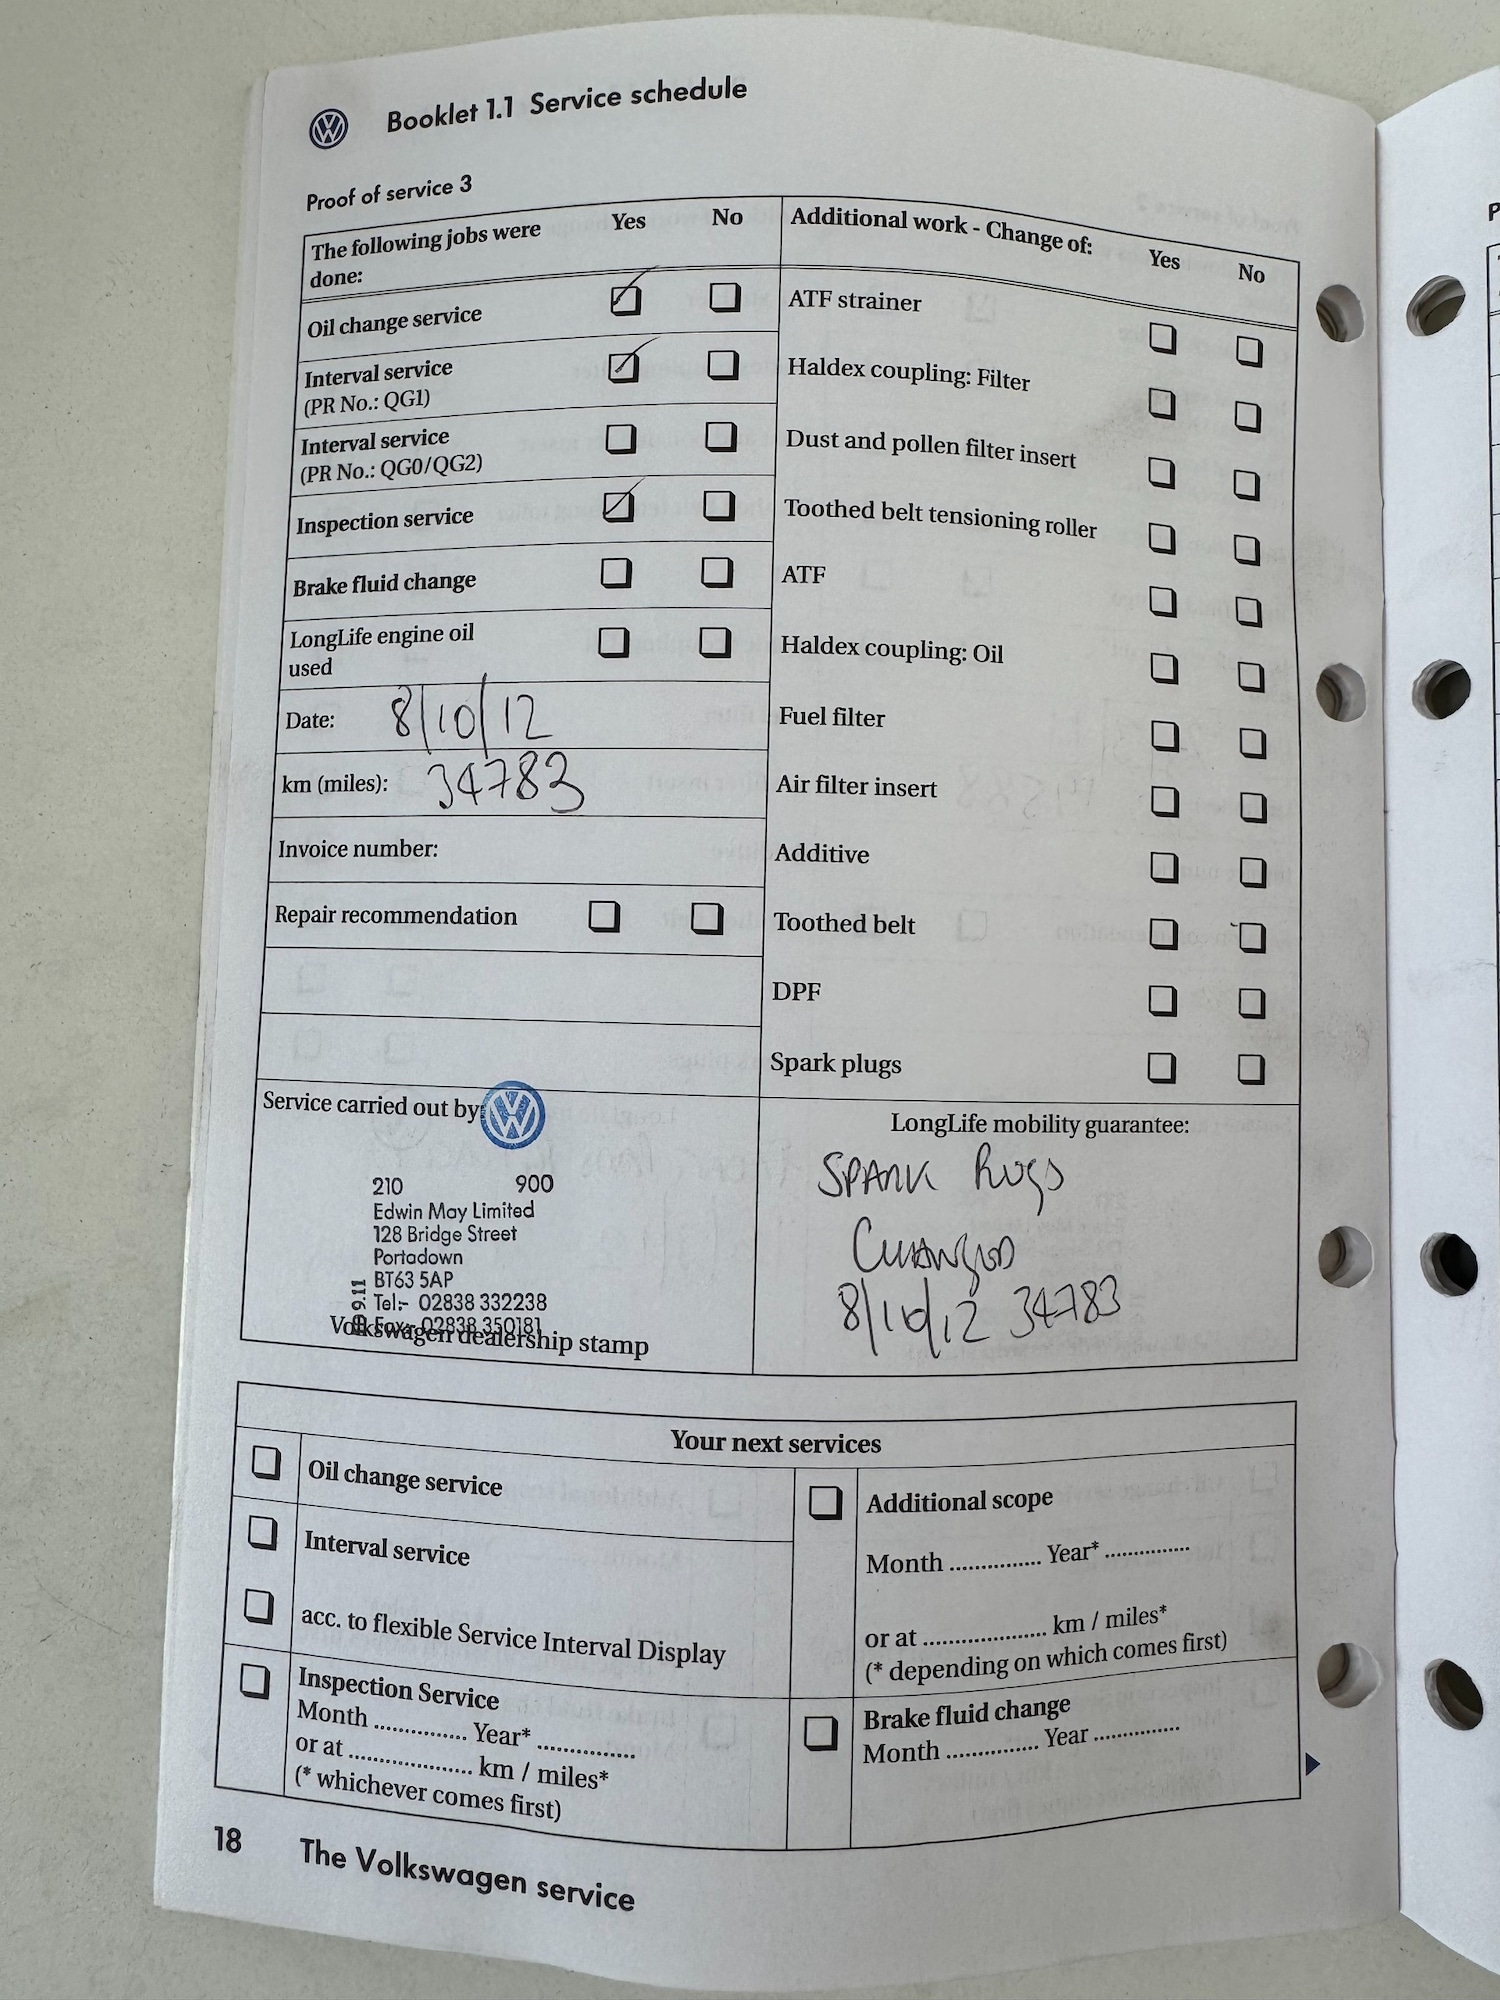 Booklet 1.1 Service schedule
Proof of service 3
The following jobs were
done:
Yes
No
Oil change service
Interval service
(PR No.: QG1)
Interval service
(PR No.: QG0/QG2)
Inspection service
Brake fluid change
LongLife engine oil
used
Date: 8/10/12
km (miles): 34783
Invoice number:
Repair recommendation
Additional work - Change of:
Yes
No
ATF strainer
Haldex coupling: Filter
Dust and pollen filter insert
Toothed belt tensioning roller
ATF
Haldex coupling: Oil
Fuel filter
Air filter insert
Additive
Toothed belt
DPF
Spark plugs
Service carried out by
210 900
Edwin May Limited
128 Bridge Street
Portadown
BT63 5AP
Tel:- 02838 332238
Fax:- 02838 350181
9.11
Volkswagen dealership stamp
LongLife mobility guarantee:
SPARK PLUGS
CHANGED
8/10/12 34783
Your next services
Oil change service
Interval service
acc. to flexible Service Interval Display
Inspection Service
Month .............. Year* ..............
or at .................... km / miles*
(* whichever comes first)
Additional scope
Month .............. Year* ..............
or at .................... km / miles*
(* depending on which comes first)
Brake fluid change
Month .............. Year ..............
18 The Volkswagen service